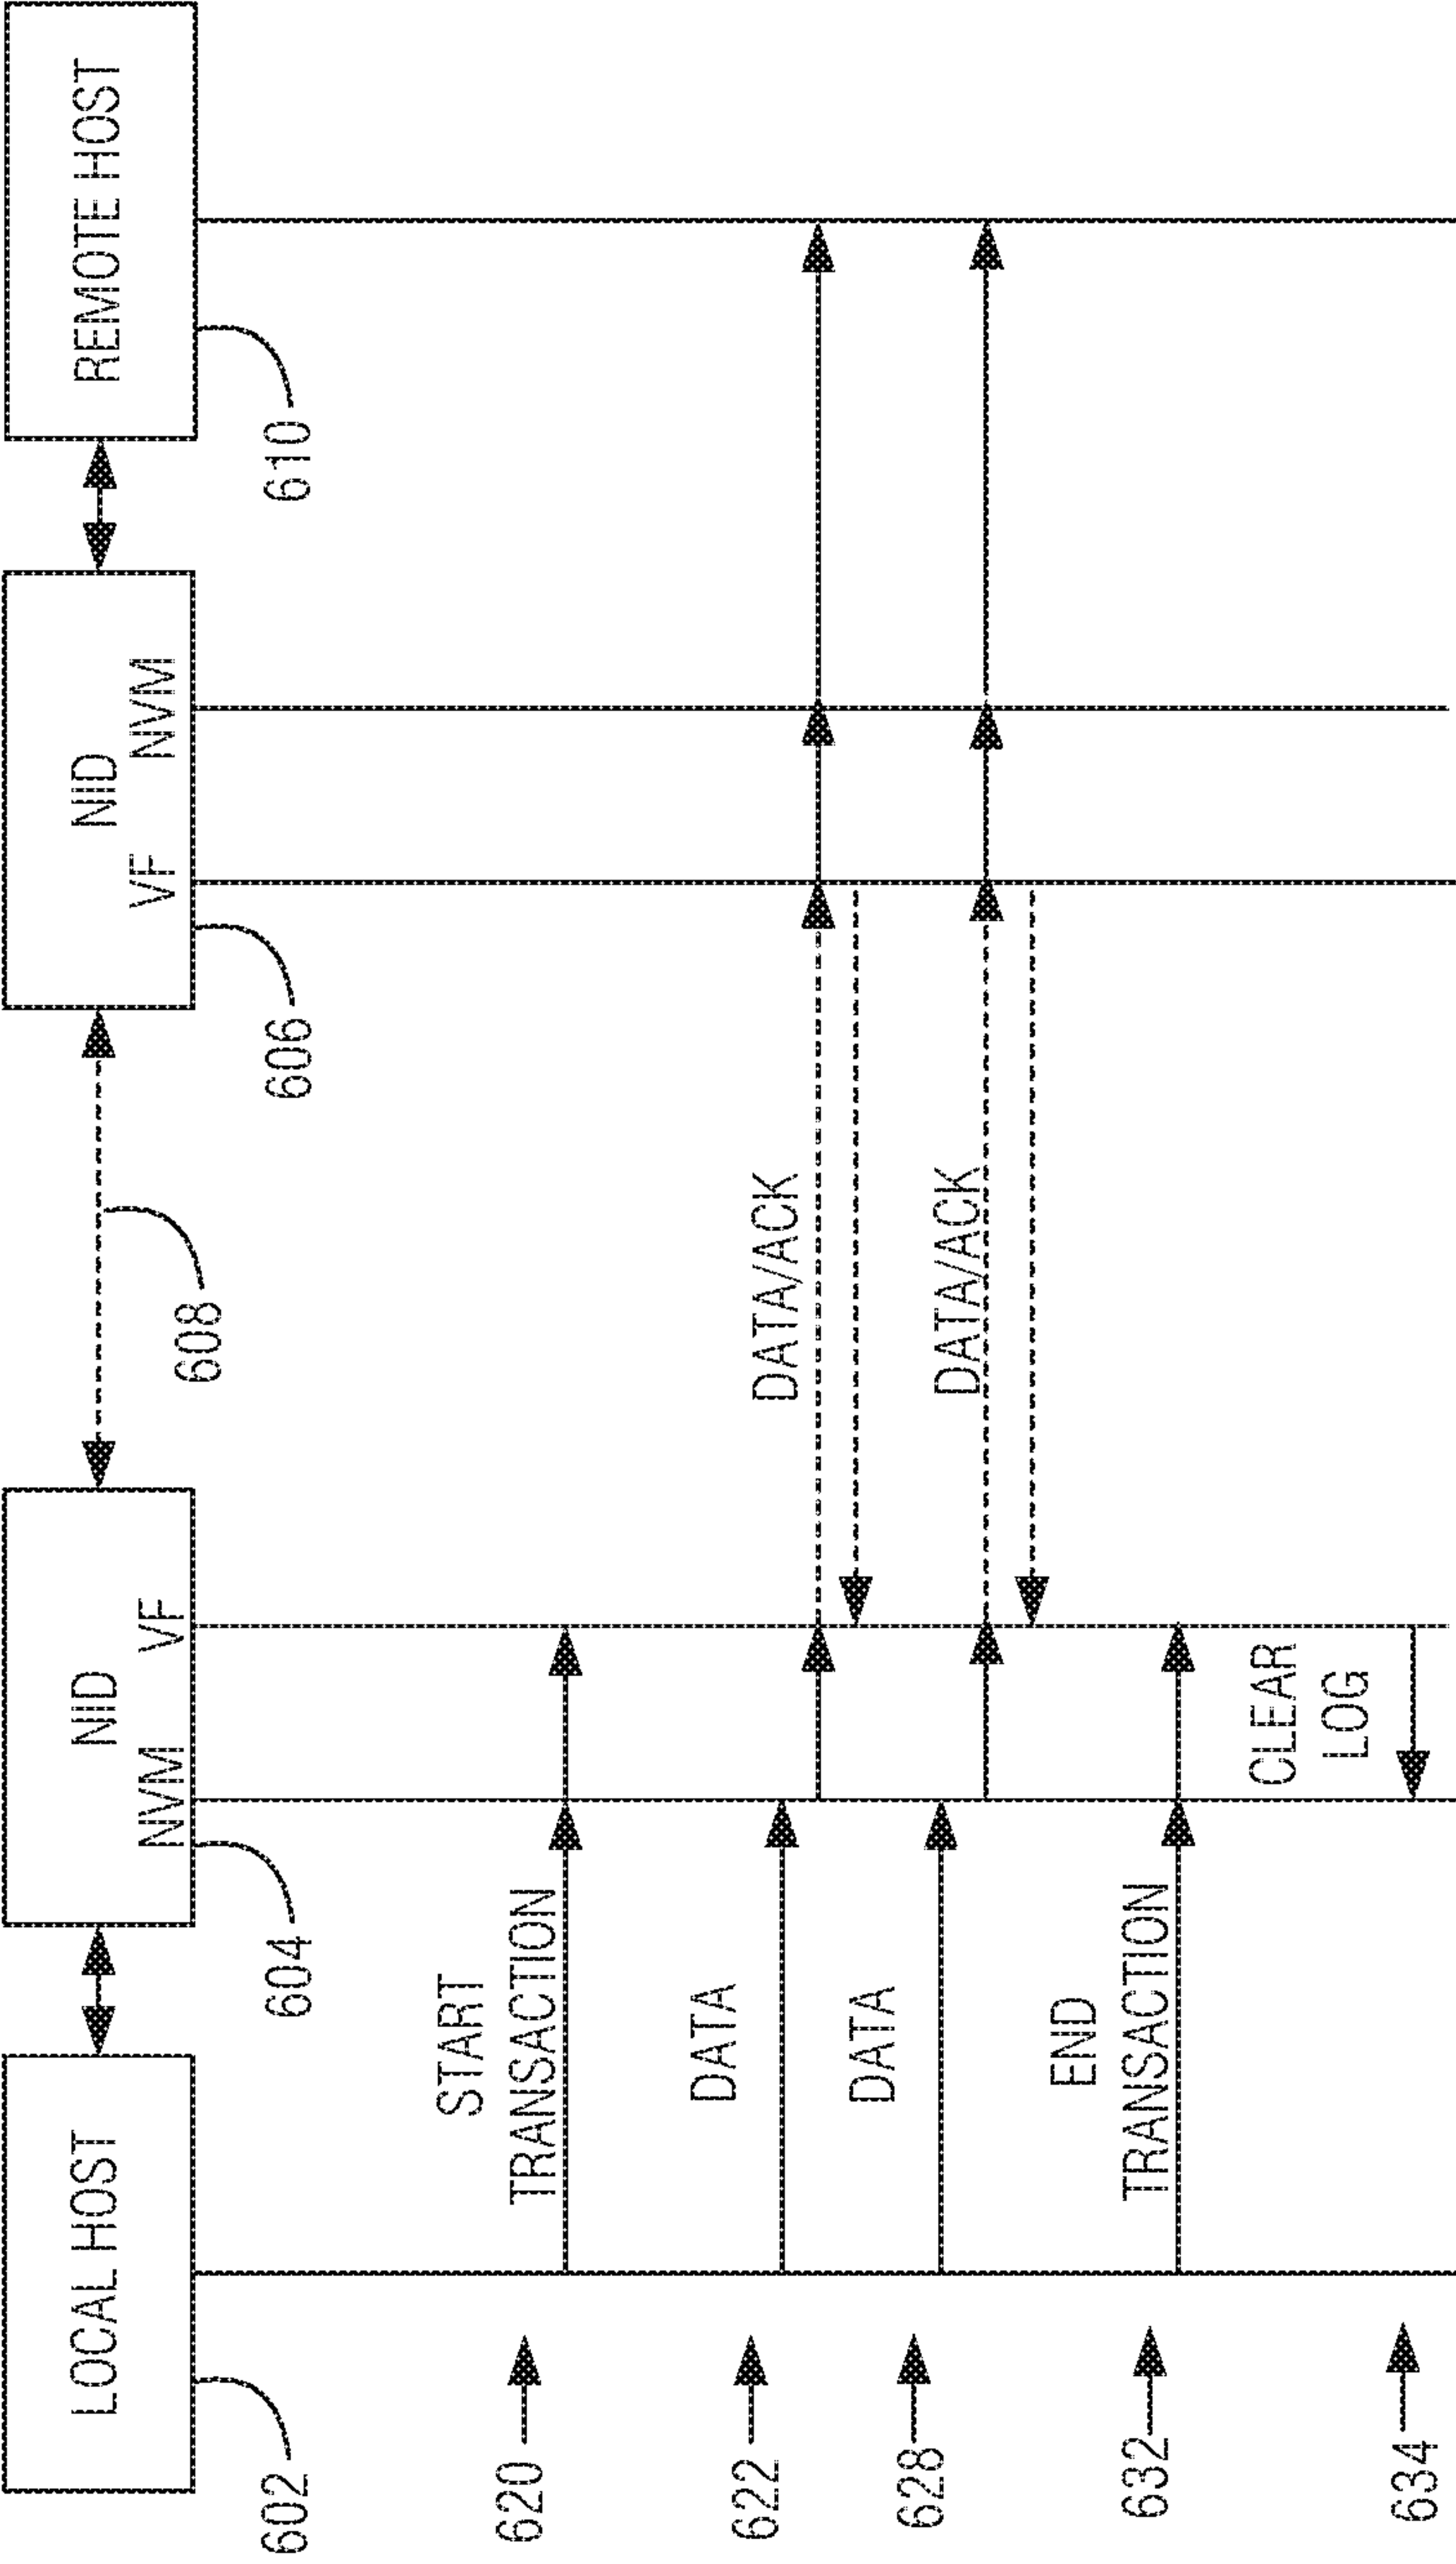 LOCAL HOST
NID
NVM VF
NID
VF NVM
REMOTE HOST
602
604
608
606
610
620
START
TRANSACTION
622
DATA
DATA/ACK
628
DATA
DATA/ACK
632
END
TRANSACTION
CLEAR
LOG
634